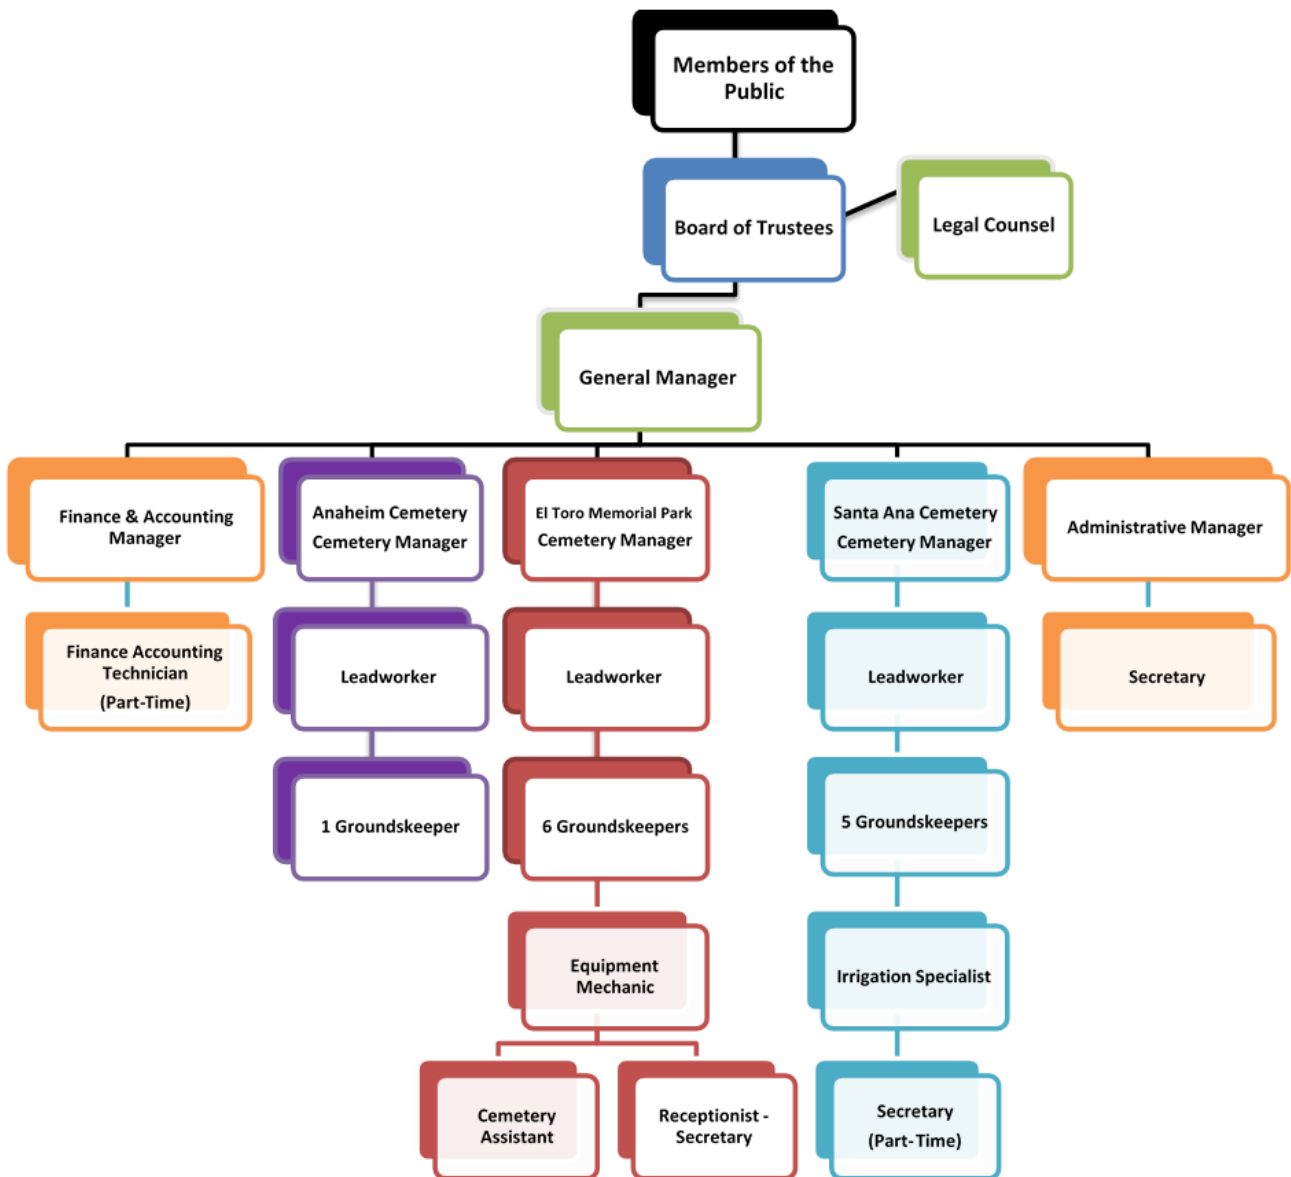 Members of the
Public
Board of Trustees
Legal Counsel
General Manager
Finance & Accounting
Manager
Anaheim Cemetery
Cemetery Manager
El Toro Memorial Park
Cemetery Manager
Santa Ana Cemetery
Cemetery Manager
Administrative Manager
Finance Accounting
Technician
(Part-Time)
Leadworker
Leadworker
Leadworker
Secretary
1 Groundskeeper
6 Groundskeepers
5 Groundskeepers
Equipment
Mechanic
Irrigation Specialist
Cemetery
Assistant
Receptionist -
Secretary
Secretary
(Part-Time)